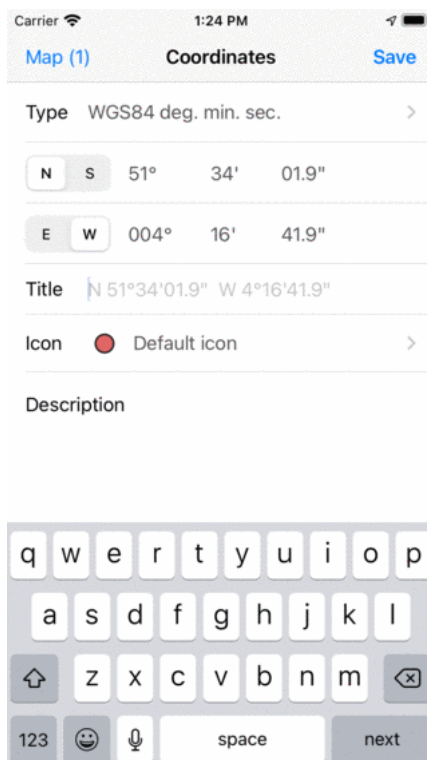 Carrier 1:24 PM
Map (1) Coordinates Save
Type WGS84 deg. min. sec.
N S 51° 34' 01.9"
E W 004° 16' 41.9"
Title N 51°34'01.9" W 4°16'41.9"
Icon Default icon
Description
q w e r t y u i o p
a s d f g h j k l
z x c v b n m
123 space next